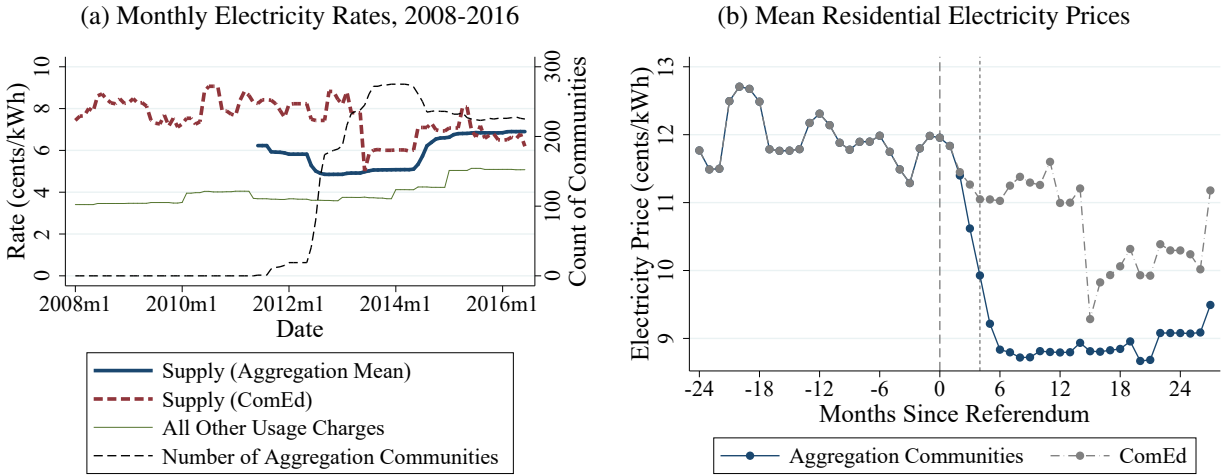 (a) Monthly Electricity Rates, 2008-2016
Rate (cents/kWh)
10
8
6
4
2
0
300
200
100
0
Count of Communities
2008m1 2010m1 2012m1 2014m1 2016m1
Date
Supply (Aggregation Mean)
Supply (ComEd)
All Other Usage Charges
Number of Aggregation Communities
(b) Mean Residential Electricity Prices
Electricity Price (cents/kWh)
13
12
11
10
9
-24 -18 -12 -6 0 6 12 18 24
Months Since Referendum
Aggregation Communities ComEd